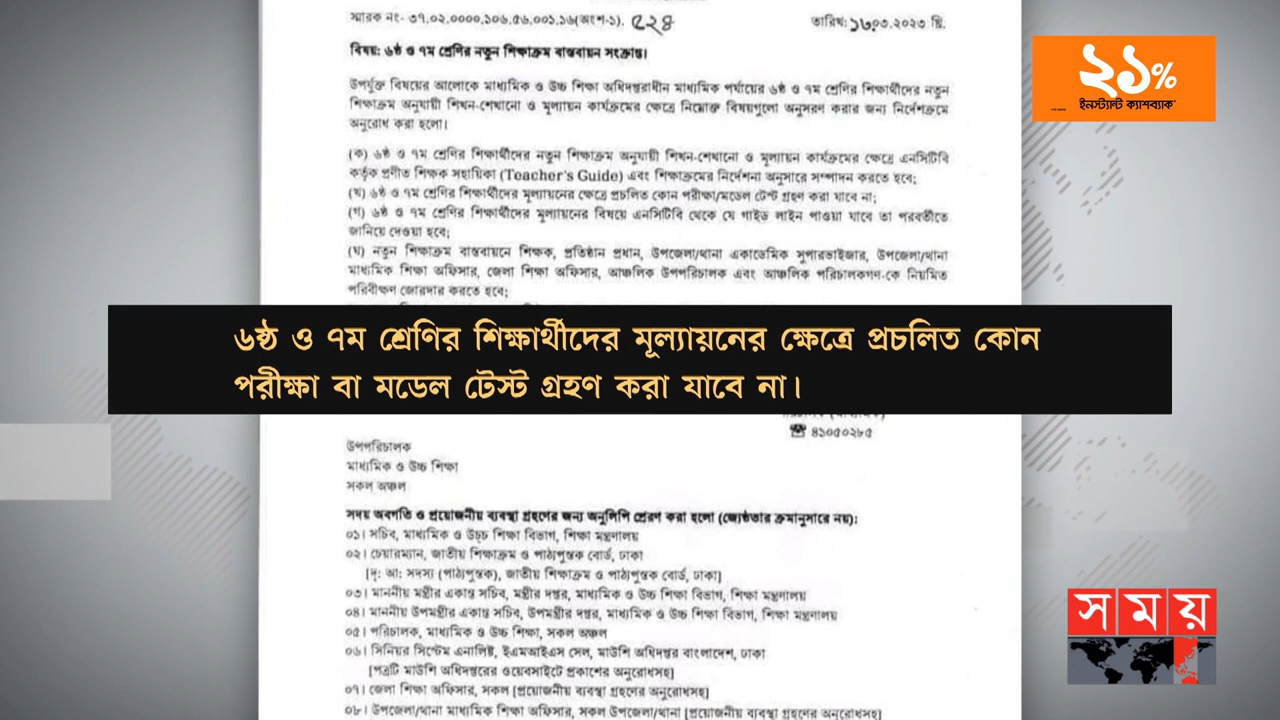 স্মারক নং- ৩৭.০২.০০০০.১০৬.৫৬.০০১.১৬(অংশ-১). ৫২৪
তারিখ: ১৬.০৩.২০২৩ খ্রি.
বিষয়: ৬ষ্ঠ ও ৭ম শ্রেণির নতুন শিক্ষাক্রম বাস্তবায়ন সংক্রান্ত।
উপর্যুক্ত বিষয়ের আলোকে মাধ্যমিক ও উচ্চ শিক্ষা অধিদপ্তরাধীন মাধ্যমিক পর্যায়ের ৬ষ্ঠ ও ৭ম শ্রেণির শিক্ষার্থীদের নতুন
শিক্ষাক্রম অনুযায়ী শিখন-শেখানো ও মূল্যায়ন কার্যক্রমের ক্ষেত্রে নিম্নোক্ত বিষয়গুলো অনুসরণ করার জন্য নির্দেশক্রমে
অনুরোধ করা হলো।
(ক) ৬ষ্ঠ ও ৭ম শ্রেণির শিক্ষার্থীদের নতুন শিক্ষাক্রম অনুযায়ী শিখন-শেখানো ও মূল্যায়ন কার্যক্রমের ক্ষেত্রে এনসিটিবি
কর্তৃক প্রণীত শিক্ষক সহায়িকা (Teacher's Guide) এবং শিক্ষাক্রমের নির্দেশনা অনুসারে সম্পাদন করতে হবে;
(খ) ৬ষ্ঠ ও ৭ম শ্রেণির শিক্ষার্থীদের মূল্যায়নের ক্ষেত্রে প্রচলিত কোন পরীক্ষা/মডেল টেস্ট গ্রহণ করা যাবে না;
(গ) ৬ষ্ঠ ও ৭ম শ্রেণির শিক্ষার্থীদের মূল্যায়নের বিষয়ে এনসিটিবি থেকে যে গাইড লাইন পাওয়া যাবে তা পরবর্তীতে
জানিয়ে দেওয়া হবে;
(ঘ) নতুন শিক্ষাক্রম বাস্তবায়নে শিক্ষক, প্রতিষ্ঠান প্রধান, উপজেলা/থানা একাডেমিক সুপারভাইজার, উপজেলা/থানা
মাধ্যমিক শিক্ষা অফিসার, জেলা শিক্ষা অফিসার, আঞ্চলিক উপপরিচালক এবং আঞ্চলিক পরিচালকগণ-কে নিয়মিত
পরিবীক্ষণ জোরদার করতে হবে;
২১%
ইনস্ট্যান্ট ক্যাশব্যাক*
৬ষ্ঠ ও ৭ম শ্রেণির শিক্ষার্থীদের মূল্যায়নের ক্ষেত্রে প্রচলিত কোন
পরীক্ষা বা মডেল টেস্ট গ্রহণ করা যাবে না।
☎ ৪১০৫০২৮৫
উপপরিচালক
মাধ্যমিক ও উচ্চ শিক্ষা
সকল অঞ্চল
সদয় অবগতি ও প্রয়োজনীয় ব্যবস্থা গ্রহণের জন্য অনুলিপি প্রেরণ করা হলো (জ্যেষ্ঠতার ক্রমানুসারে নয়):
০১। সচিব, মাধ্যমিক ও উচ্চ শিক্ষা বিভাগ, শিক্ষা মন্ত্রণালয়
০২। চেয়ারম্যান, জাতীয় শিক্ষাক্রম ও পাঠ্যপুস্তক বোর্ড, ঢাকা
[দৃ: আ: সদস্য (পাঠ্যপুস্তক), জাতীয় শিক্ষাক্রম ও পাঠ্যপুস্তক বোর্ড, ঢাকা]
০৩। মাননীয় মন্ত্রীর একান্ত সচিব, মন্ত্রীর দপ্তর, মাধ্যমিক ও উচ্চ শিক্ষা বিভাগ, শিক্ষা মন্ত্রণালয়
০৪। মাননীয় উপমন্ত্রীর একান্ত সচিব, উপমন্ত্রীর দপ্তর, মাধ্যমিক ও উচ্চ শিক্ষা বিভাগ, শিক্ষা মন্ত্রণালয়
০৫। পরিচালক, মাধ্যমিক ও উচ্চ শিক্ষা, সকল অঞ্চল
০৬। সিনিয়র সিস্টেম এনালিস্ট, ইএমআইএস সেল, মাউশি অধিদপ্তর বাংলাদেশ, ঢাকা
[পত্রটি মাউশি অধিদপ্তরের ওয়েবসাইটে প্রকাশের অনুরোধসহ]
০৭। জেলা শিক্ষা অফিসার, সকল [প্রয়োজনীয় ব্যবস্থা গ্রহণের অনুরোধসহ]
০৮। উপজেলা/থানা মাধ্যমিক শিক্ষা অফিসার, সকল উপজেলা/থানা [প্রয়োজনীয় ব্যবস্থা গ্রহণের অনুরোধসহ]
সময়